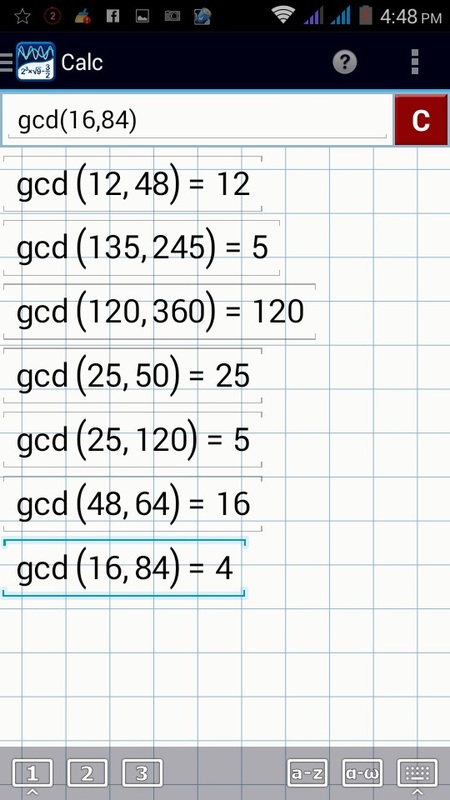 2
4:48 PM
Calc
?
gcd(16,84)
C
gcd(12,48) = 12
gcd(135,245) = 5
gcd(120,360) = 120
gcd(25,50) = 25
gcd(25,120) = 5
gcd(48,64) = 16
gcd(16,84) = 4
1 2 3 a-z α-ω